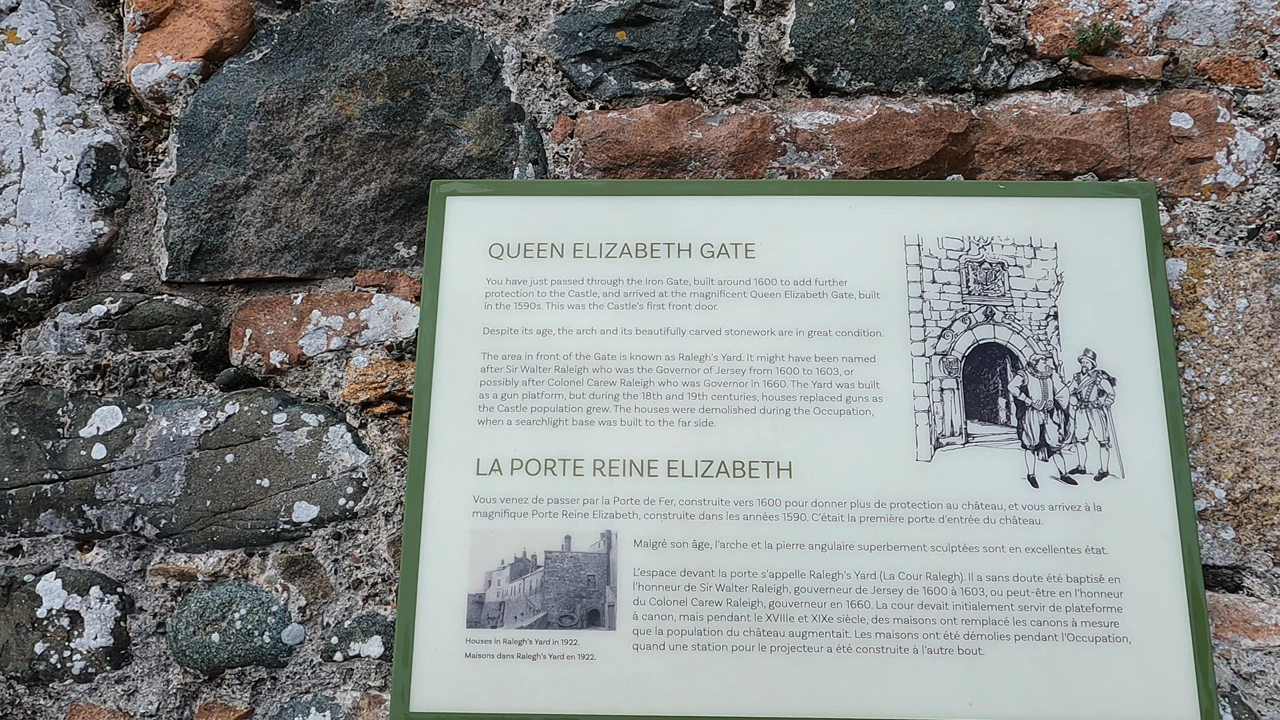 QUEEN ELIZABETH GATE
You have just passed through the Iron Gate, built around 1600 to add further
protection to the Castle, and arrived at the magnificent Queen Elizabeth Gate, built
in the 1590s. This was the Castle's first front door.
Despite its age, the arch and its beautifully carved stonework are in great condition.
The area in front of the Gate is known as Ralegh's Yard. It might have been named
after Sir Walter Raleigh who was the Governor of Jersey from 1600 to 1603, or
possibly after Colonel Carew Raleigh who was Governor in 1660. The Yard was built
as a gun platform, but during the 18th and 19th centuries, houses replaced guns as
the Castle population grew. The houses were demolished during the Occupation,
when a searchlight base was built to the far side.
LA PORTE REINE ELIZABETH
Vous venez de passer par la Porte de Fer, construite vers 1600 pour donner plus de protection au château, et vous arrivez à la
magnifique Porte Reine Elizabeth, construite dans les années 1590. C'était la première porte d'entrée du château.
Malgré son âge, l'arche et la pierre angulaire superbement sculptées sont en excellentes état.
L'espace devant la porte s'appelle Ralegh's Yard (La Cour Ralegh). Il a sans doute été baptisé en
l'honneur de Sir Walter Raleigh, gouverneur de Jersey de 1600 à 1603, ou peut-être en l'honneur
du Colonel Carew Raleigh, gouverneur en 1660. La cour devait initialement servir de plateforme
à canon, mais pendant le XVIIIe et XIXe siècle, des maisons ont remplacé les canons à mesure
que la population du château augmentait. Les maisons ont été démolies pendant l'Occupation,
quand une station pour le projecteur a été construite à l'autre bout.
Houses in Ralegh's Yard in 1922.
Maisons dans Ralegh's Yard en 1922.